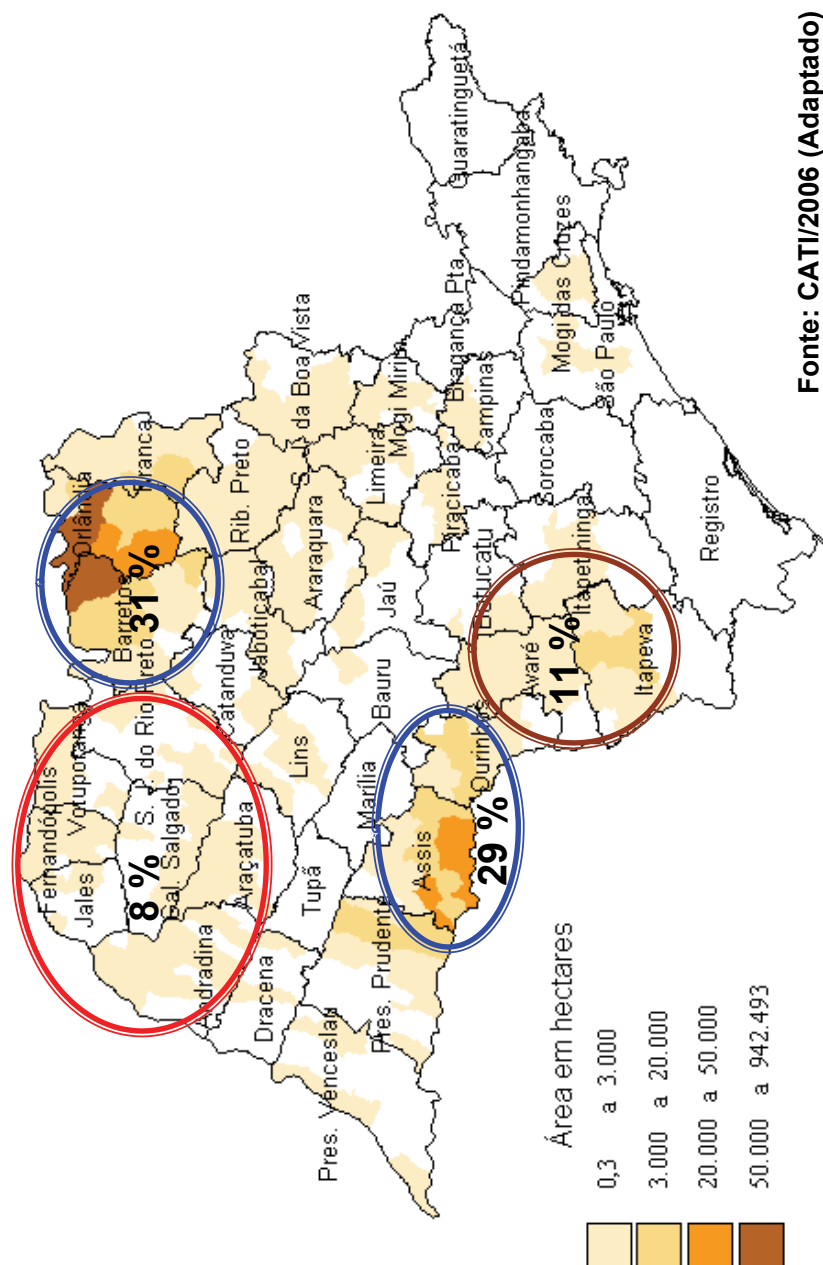 Fernandópolis
Jales
Votuporanga
S. J. do Rio Preto
Gal. Salgado
8 %
Andradina
Araçatuba
Dracena
Tupã
Lins
Catanduva
Barretos
Orlândia
31 %
Franca
Jaboticabal
Rib. Preto
Araraquara
S. J. da Boa Vista
Jaú
Limeira
Mogi Mirim
Bauru
Marília
Pres. Venceslau
Pres. Prudente
Assis
29 %
Ourinhos
Piracicaba
Campinas
Bragança Pta.
Botucatu
Avaré
11 %
Itapetininga
Itapeva
Sorocaba
Registro
São Paulo
Mogi das Cruzes
Pindamonhangaba
Guaratinguetá
Área em hectares
0,3 a 3.000
3.000 a 20.000
20.000 a 50.000
50.000 a 942.493
Fonte: CATI/2006 (Adaptado)